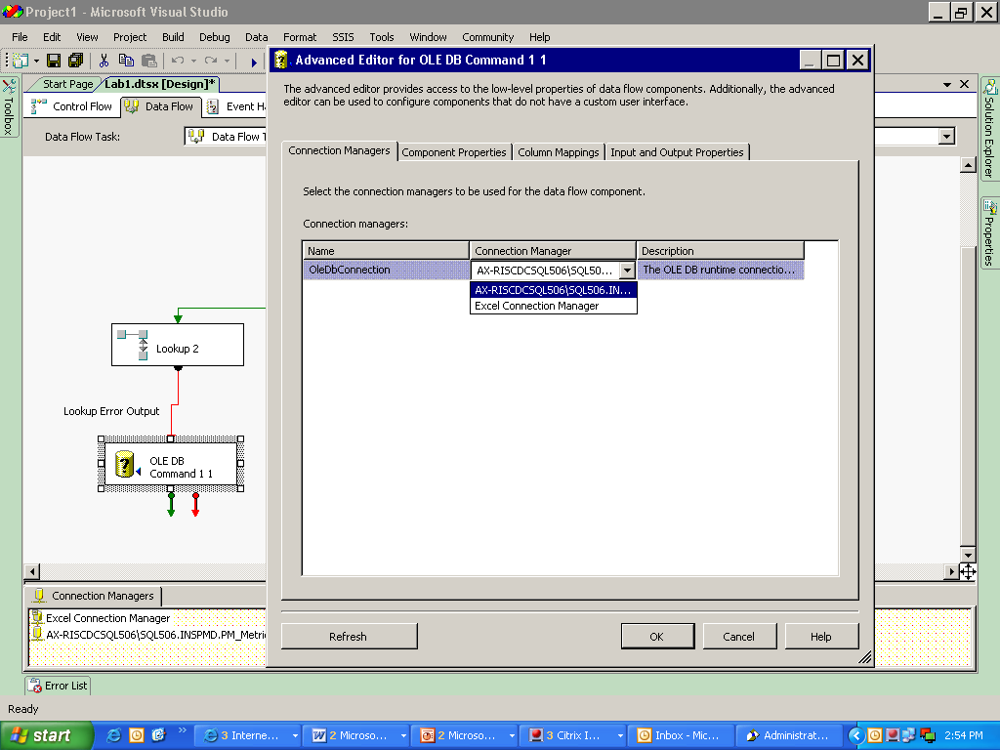 Project1 - Microsoft Visual Studio
File Edit View Project Build Debug Data Format SSIS Tools Window Community Help
Start Page Lab1.dtsx [Design]*
Control Flow Data Flow Event H
Data Flow Task: Data Flow T
Toolbox
Solution Explorer
Properties
Advanced Editor for OLE DB Command 1 1
The advanced editor provides access to the low-level properties of data flow components. Additionally, the advanced
editor can be used to configure components that do not have a custom user interface.
Connection Managers Component Properties Column Mappings Input and Output Properties
Select the connection managers to be used for the data flow component.
Connection managers:
Name Connection Manager Description
OleDbConnection AX-RISCDCSQL506\SQL50... The OLE DB runtime connectio...
AX-RISCDCSQL506\SQL506.IN...
Excel Connection Manager
Lookup 2
Lookup Error Output
OLE DB
Command 1 1
Refresh OK Cancel Help
Connection Managers
Excel Connection Manager
AX-RISCDCSQL506\SQL506.INSPMD.PM_Metric
Error List
Ready
start 3 Interne... 2 Microso... 2 Microso... 3 Citrix I... Inbox - Mic... Administrat... 2:54 PM